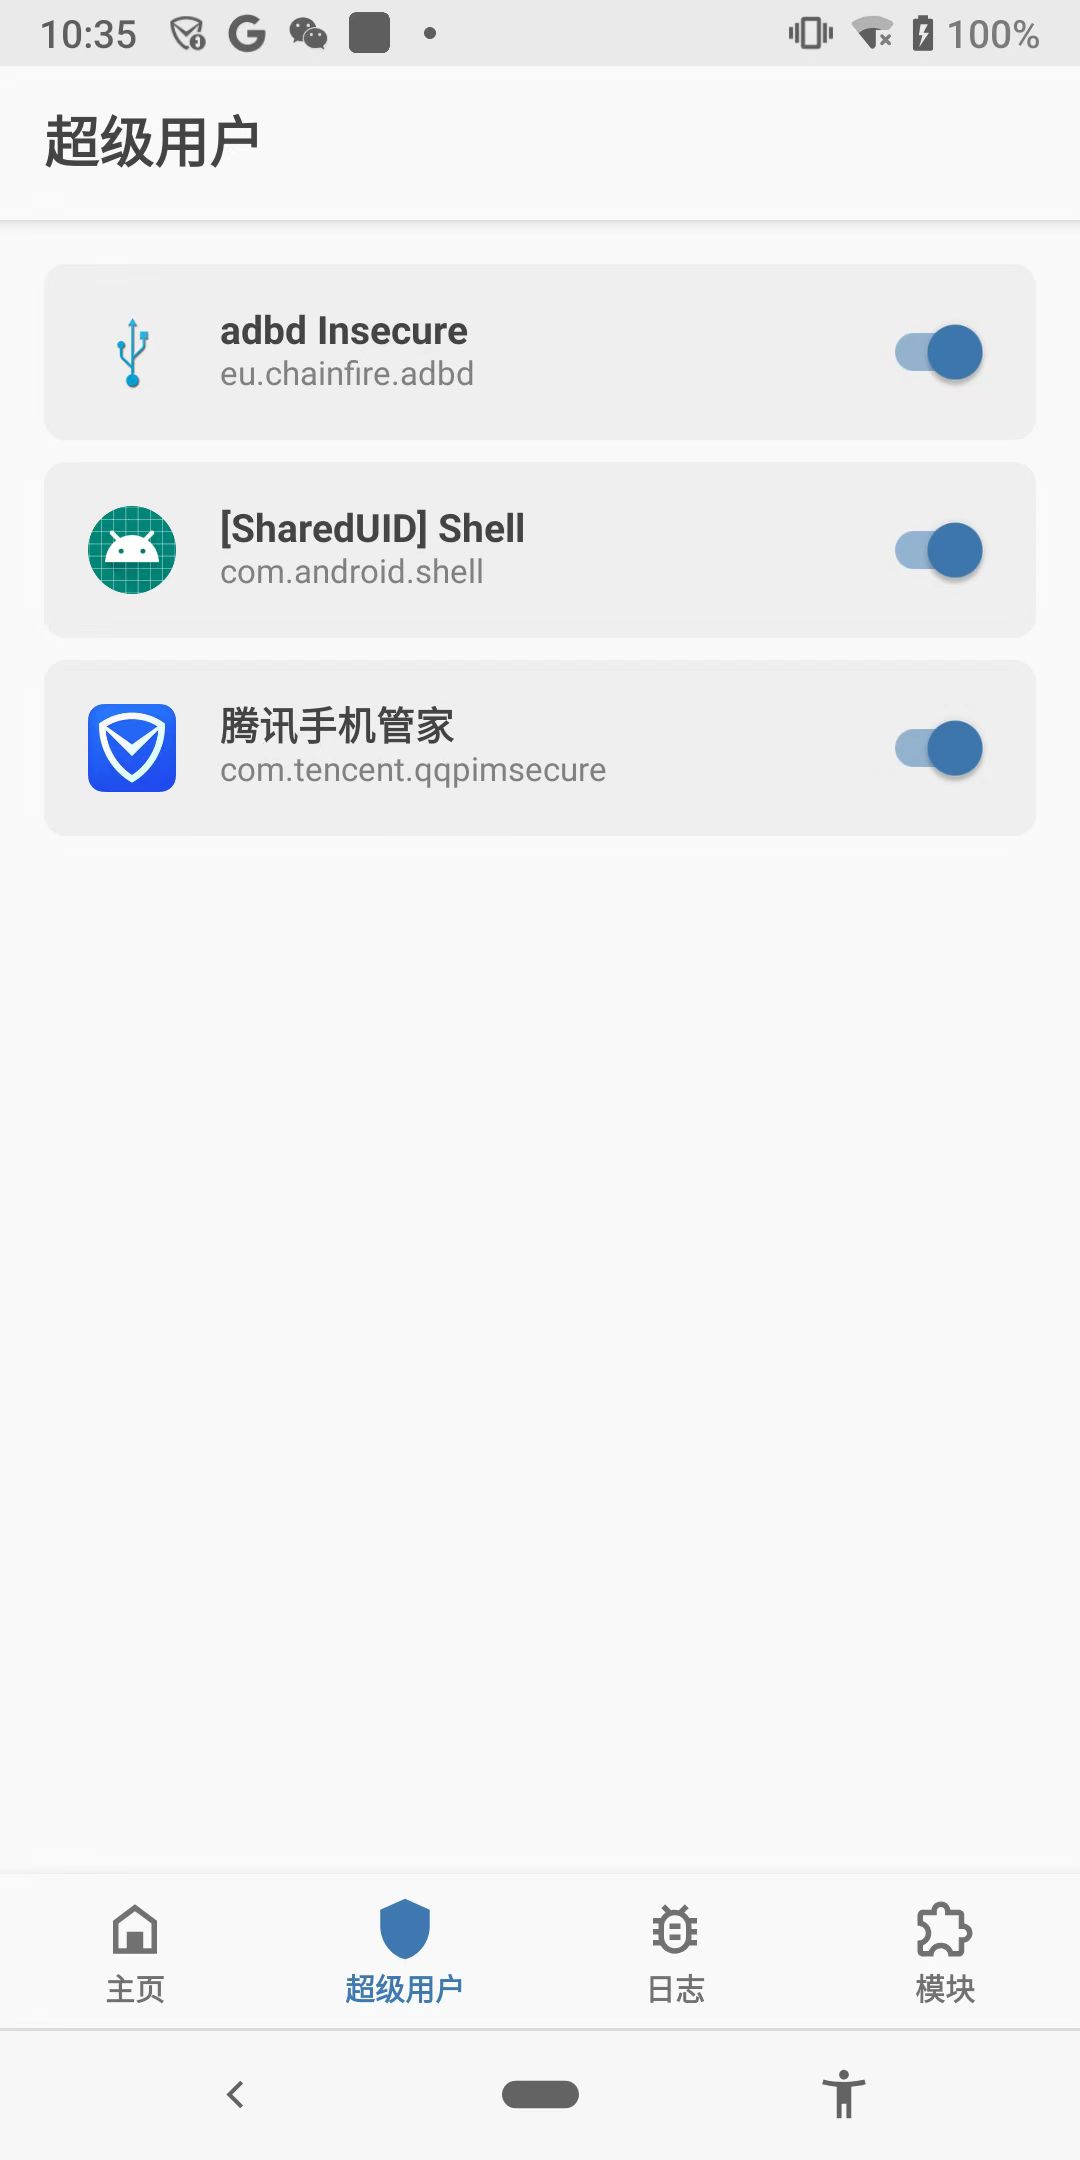 10:35 100%
超级用户
adbd Insecure
eu.chainfire.adbd
[SharedUID] Shell
com.android.shell
腾讯手机管家
com.tencent.qqpimsecure
主页 超级用户 日志 模块